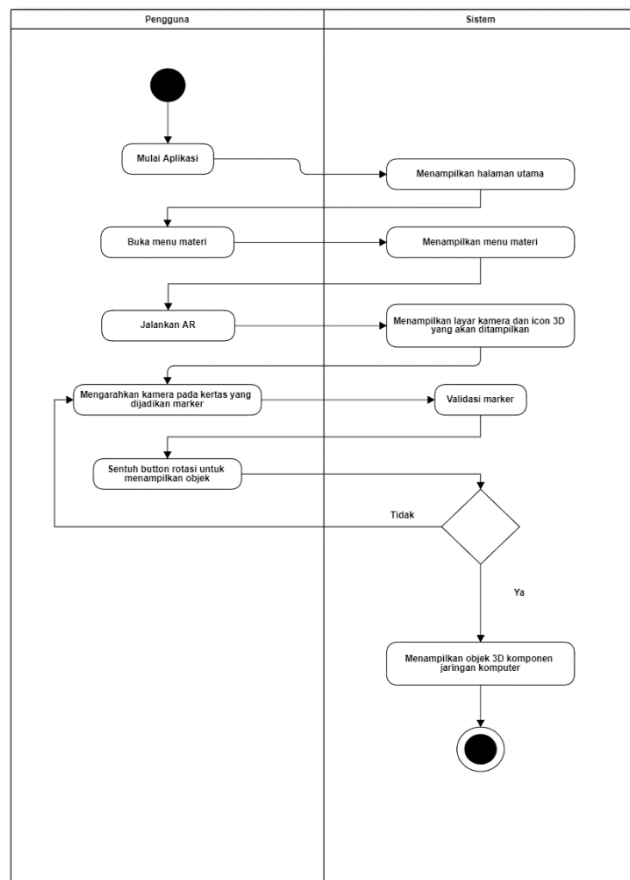 Pengguna
Sistem
Mulai Aplikasi
Menampilkan halaman utama
Buka menu materi
Menampilkan menu materi
Jalankan AR
Menampilkan layar kamera dan icon 3D
yang akan ditampilkan
Mengarahkan kamera pada kertas yang
dijadikan marker
Validasi marker
Sentuh button rotasi untuk
menampilkan objek
Tidak
Ya
Menampilkan objek 3D komponen
jaringan komputer